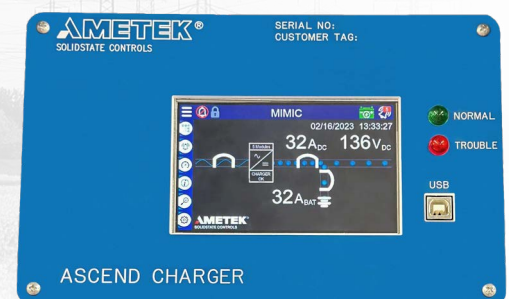 AMETEK®
SOLIDSTATE CONTROLS
SERIAL NO:
CUSTOMER TAG:
MIMIC
02/16/2023 13:33:27
32ADC 136VDC
CHARGER
OK
32ABAT
AMETEK®
SOLIDSTATE CONTROLS
NORMAL
TROUBLE
USB
ASCEND CHARGER